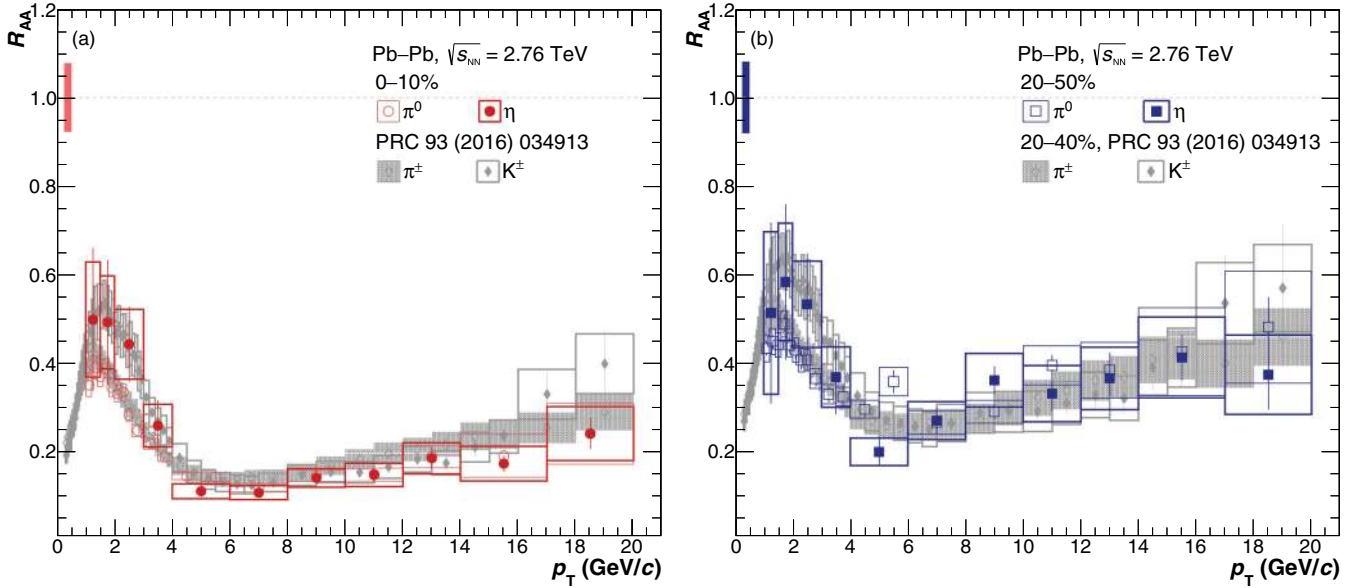 R_AA
1.2
1.0
0.8
0.6
0.4
0.2
(a)
Pb–Pb, √s_NN = 2.76 TeV
0–10%
π⁰ η
PRC 93 (2016) 034913
π± K±
0 2 4 6 8 10 12 14 16 18 20
p_T (GeV/c)
R_AA
1.2
1.0
0.8
0.6
0.4
0.2
(b)
Pb–Pb, √s_NN = 2.76 TeV
20–50%
π⁰ η
20–40%, PRC 93 (2016) 034913
π± K±
0 2 4 6 8 10 12 14 16 18 20
p_T (GeV/c)